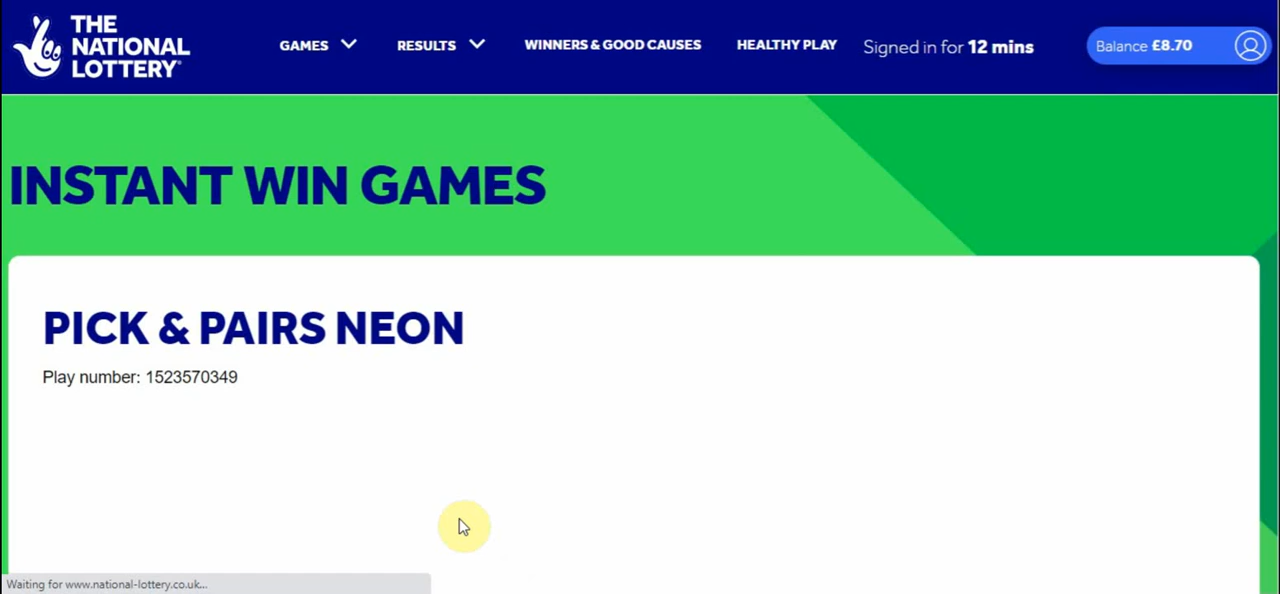 THE
NATIONAL
LOTTERY®
GAMES RESULTS WINNERS & GOOD CAUSES HEALTHY PLAY Signed in for 12 mins Balance £8.70
INSTANT WIN GAMES
PICK & PAIRS NEON
Play number: 1523570349
Waiting for www.national-lottery.co.uk...